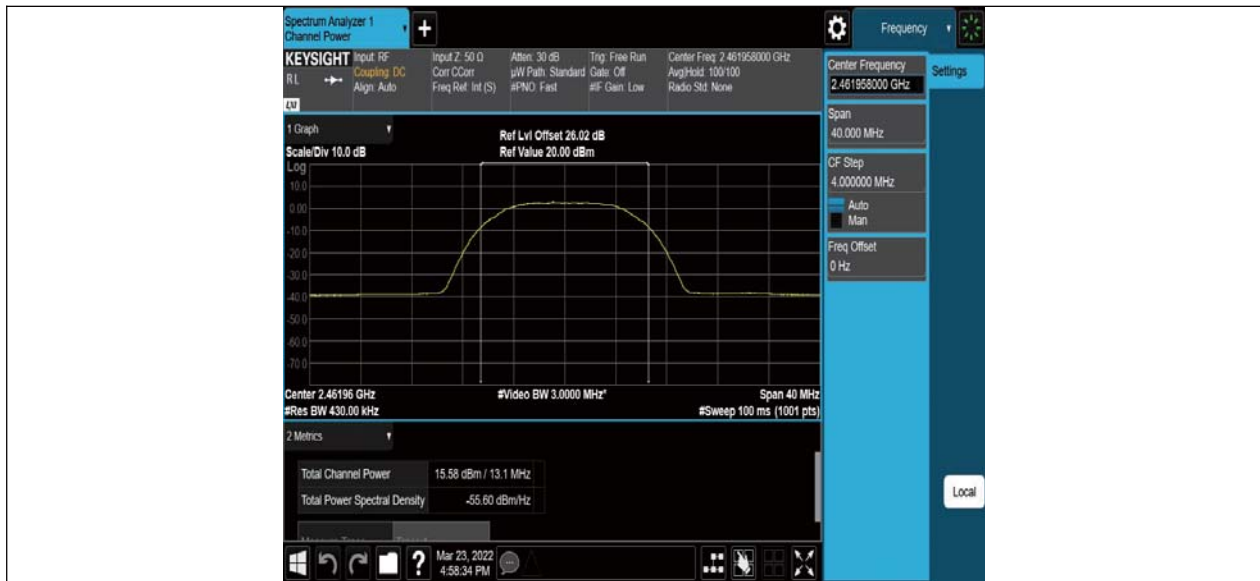 Spectrum Analyzer 1
Channel Power
+
Frequency
KEYSIGHT
RL
LXI
Input: RF
Coupling: DC
Align: Auto
Input Z: 50 Ω
Corr CCorr
Freq Ref: Int (S)
Atten: 30 dB
µW Path: Standard
#PNO: Fast
Trig: Free Run
Gate: Off
#IF Gain: Low
Center Freq: 2.461958000 GHz
Avg|Hold: 100/100
Radio Std: None
Center Frequency
2.461958000 GHz
Settings
Span
40.000 MHz
CF Step
4.000000 MHz
Auto
Man
Freq Offset
0 Hz
1 Graph
Scale/Div 10.0 dB
Ref Lvl Offset 26.02 dB
Ref Value 20.00 dBm
Log
10.0
0.00
-10.0
-20.0
-30.0
-40.0
-50.0
-60.0
-70.0
Center 2.46196 GHz
#Video BW 3.0000 MHz*
Span 40 MHz
#Res BW 430.00 kHz
#Sweep 100 ms (1001 pts)
2 Metrics
Total Channel Power 15.58 dBm / 13.1 MHz
Total Power Spectral Density -55.60 dBm/Hz
Local
?
Mar 23, 2022
4:58:34 PM